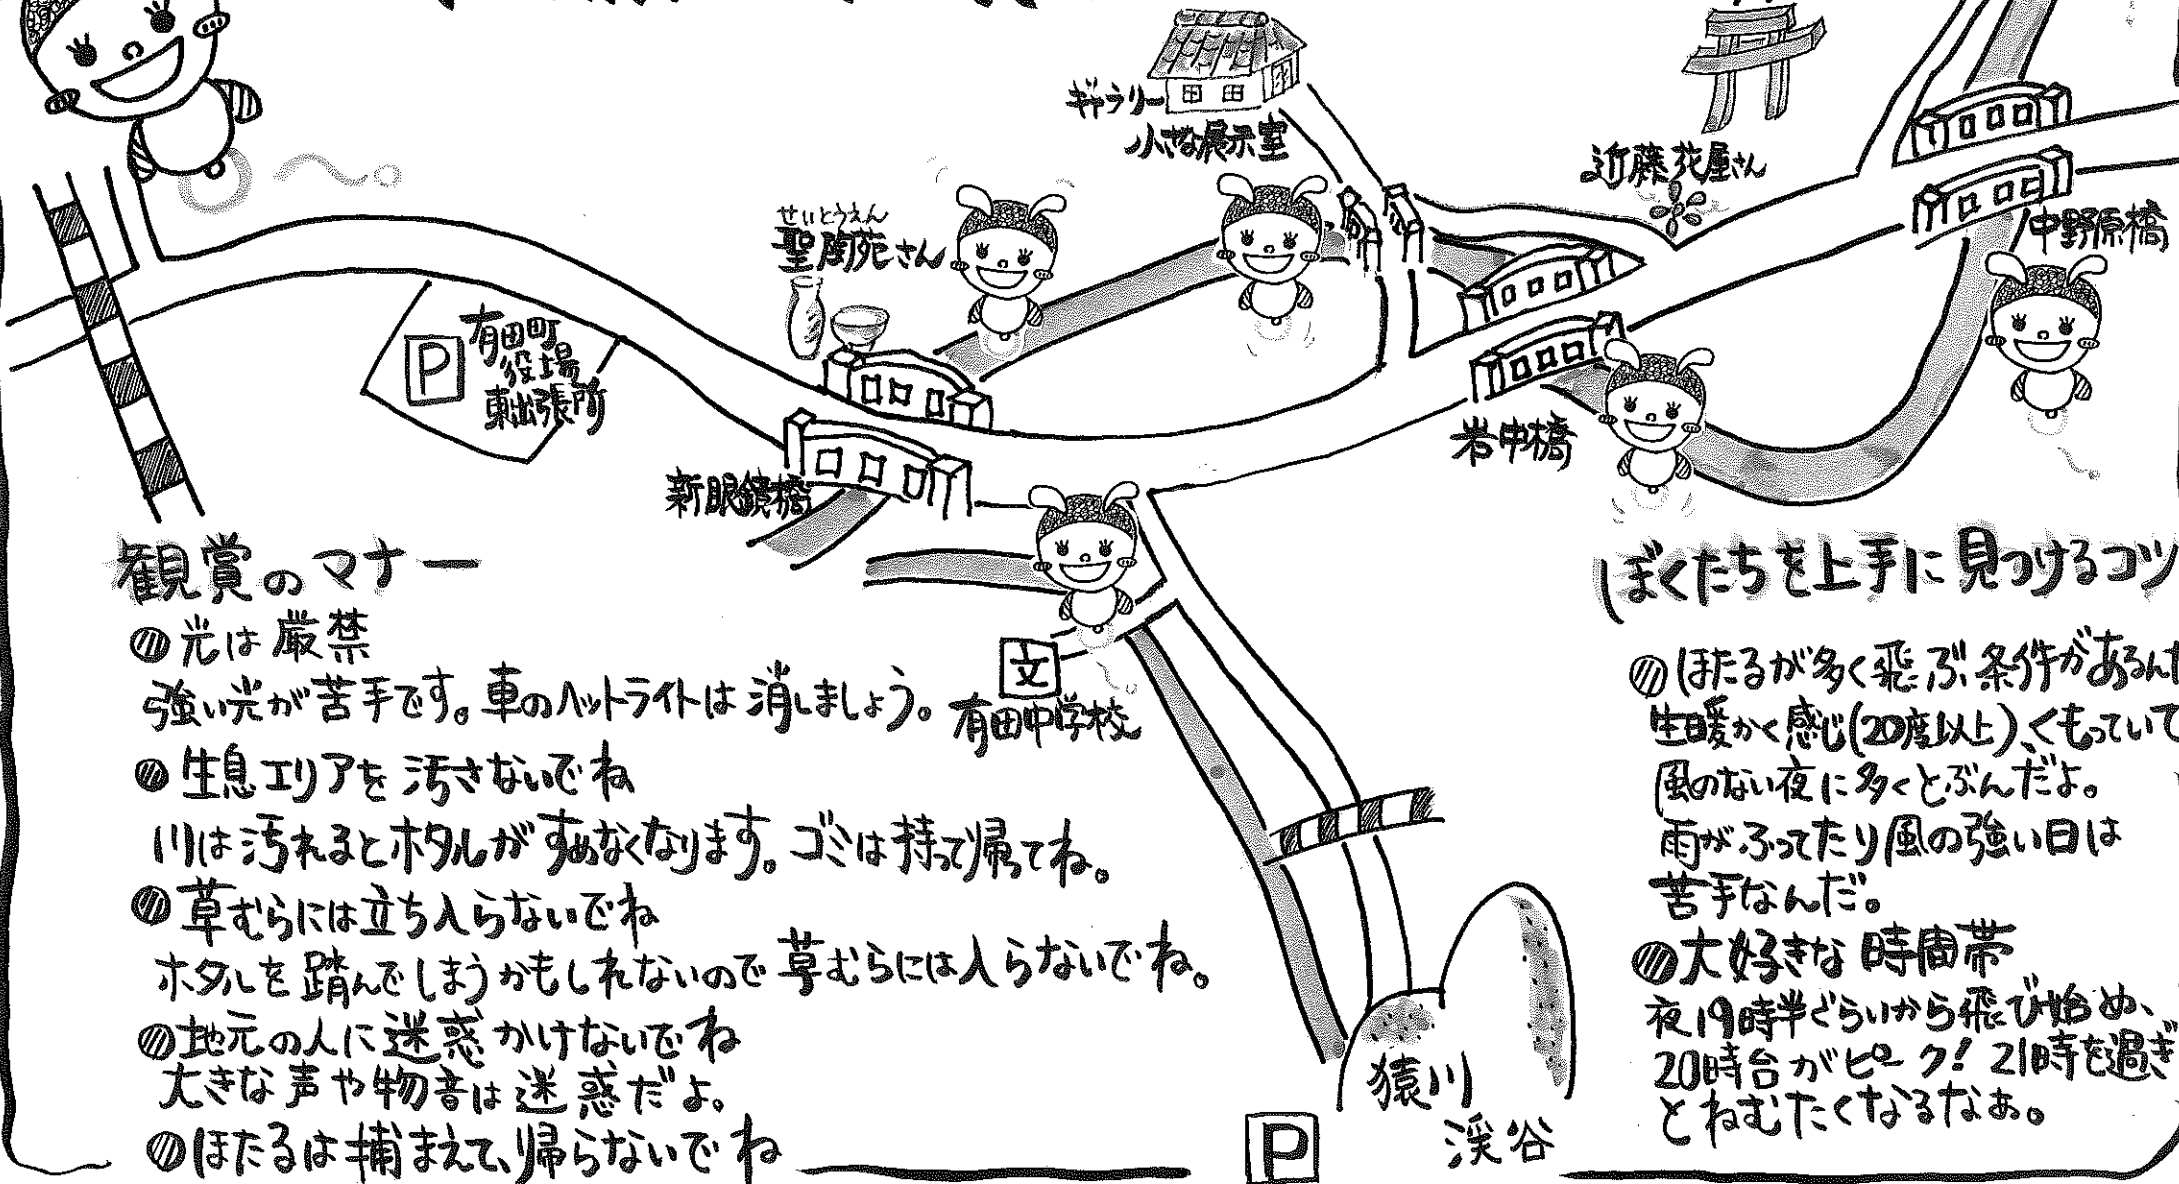 ギャラリー
小さな展示室
近藤花屋さん
中野原橋
せいとうえん
聖陶苑さん
P
有田町
役場
東出張所
岩中橋
新眼鏡橋
観賞のマナー
光は厳禁
強い光が苦手です。車のヘットライトは消しましょう。
生息エリアを汚さないでね
川は汚れるとホタルがすめなくなります。ゴミは持って帰ってね。
草むらには立ち入らないでね
ホタルを踏んでしまうかもしれないので草むらには入らないでね。
地元の人に迷惑かけないでね
大きな声や物音は迷惑だよ。
ほたるは捕まえて、帰らないでね
文
有田中学校
猿川
渓谷
P
ぼくたちを上手に見つけるコツ
ほたるが多く飛ぶ条件があるんだ
生暖かく感じ(20度以上)くもっていて
風のない夜に多くとぶんだよ。
雨がふってたり風の強い日は
苦手なんだ。
大好きな時間帯
夜19時半ぐらいから飛び始め、
20時台がピーク!21時を過ぎ
とねむたくなるなぁ。